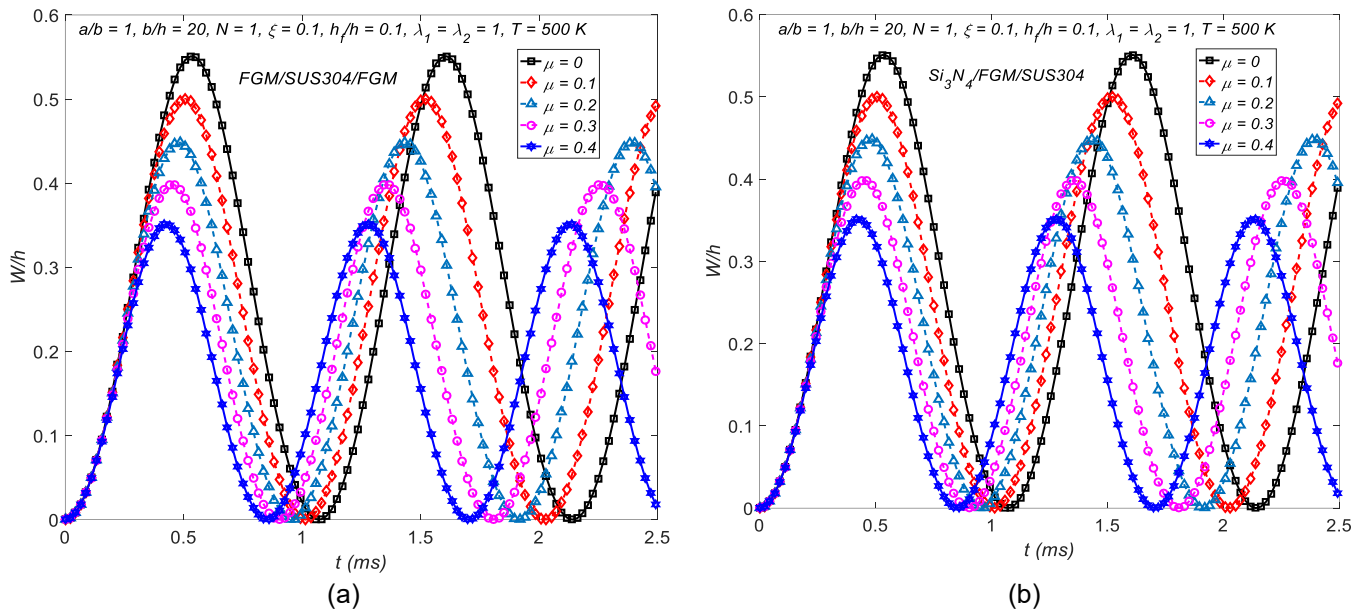 a/b = 1, b/h = 20, N = 1, ξ = 0.1, h_f/h = 0.1, λ₁ = λ₂ = 1, T = 500 K
FGM/SUS304/FGM
μ = 0
μ = 0.1
μ = 0.2
μ = 0.3
μ = 0.4
0.6
0.5
0.4
0.3
0.2
0.1
0
W/h
0 0.5 1 1.5 2 2.5
t (ms)
(a)
a/b = 1, b/h = 20, N = 1, ξ = 0.1, h_f/h = 0.1, λ₁ = λ₂ = 1, T = 500 K
Si₃N₄/FGM/SUS304
μ = 0
μ = 0.1
μ = 0.2
μ = 0.3
μ = 0.4
0.6
0.5
0.4
0.3
0.2
0.1
0
W/h
0 0.5 1 1.5 2 2.5
t (ms)
(b)